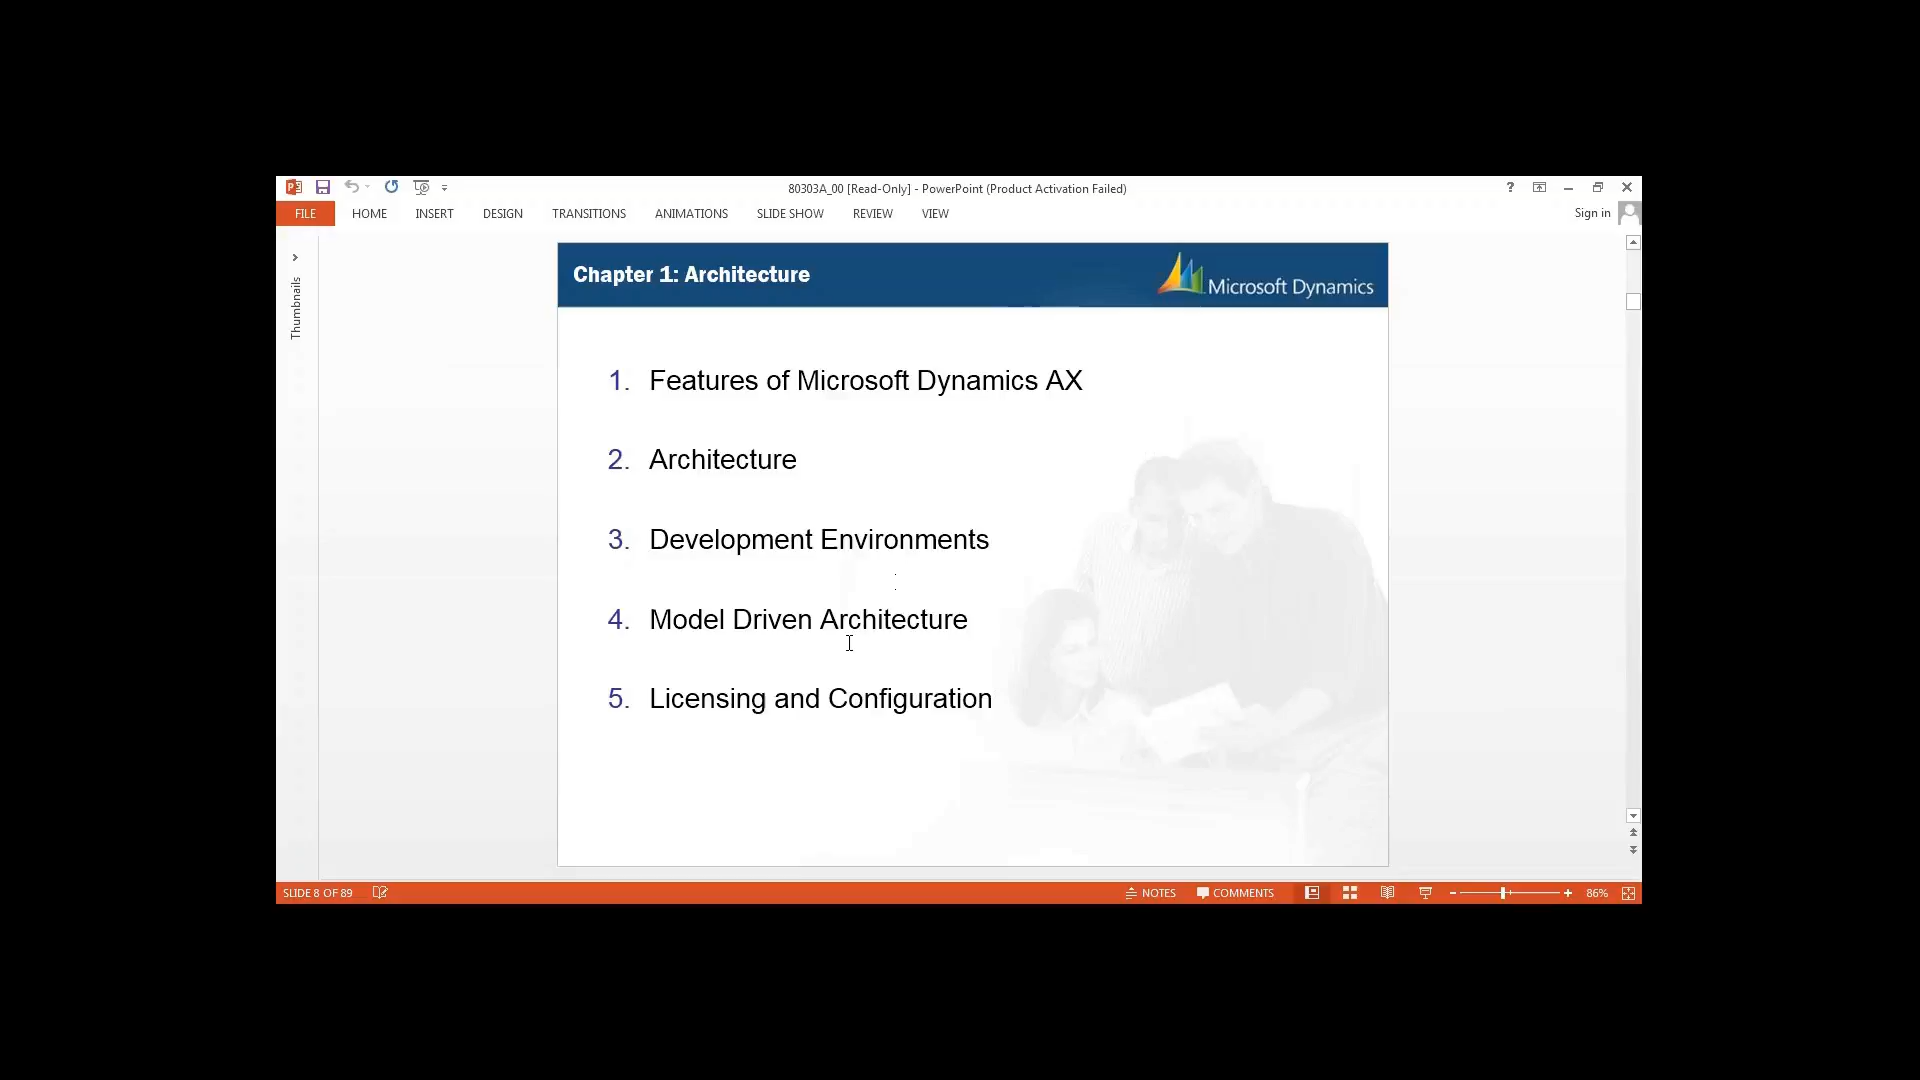 80303A_00 [Read-Only] - PowerPoint (Product Activation Failed)
FILE HOME INSERT DESIGN TRANSITIONS ANIMATIONS SLIDE SHOW REVIEW VIEW Sign in
Thumbnails
Chapter 1: Architecture
Microsoft Dynamics
1. Features of Microsoft Dynamics AX
2. Architecture
3. Development Environments
4. Model Driven Architecture
5. Licensing and Configuration
SLIDE 8 OF 89 NOTES COMMENTS 86%